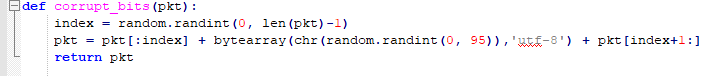 def corrupt_bits(pkt):
    index = random.randint(0, len(pkt)-1)
    pkt = pkt[:index] + bytearray(chr(random.randint(0, 95)),'utf-8') + pkt[index+1:]
    return pkt